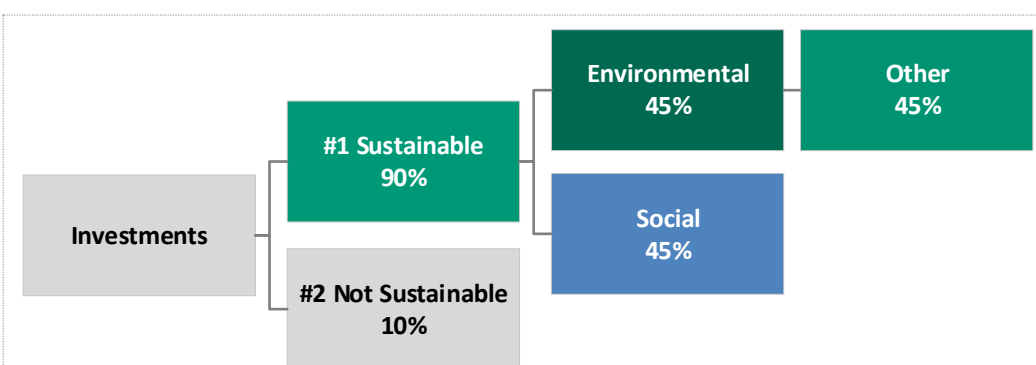 Investments
#1 Sustainable
90%
#2 Not Sustainable
10%
Environmental
45%
Social
45%
Other
45%